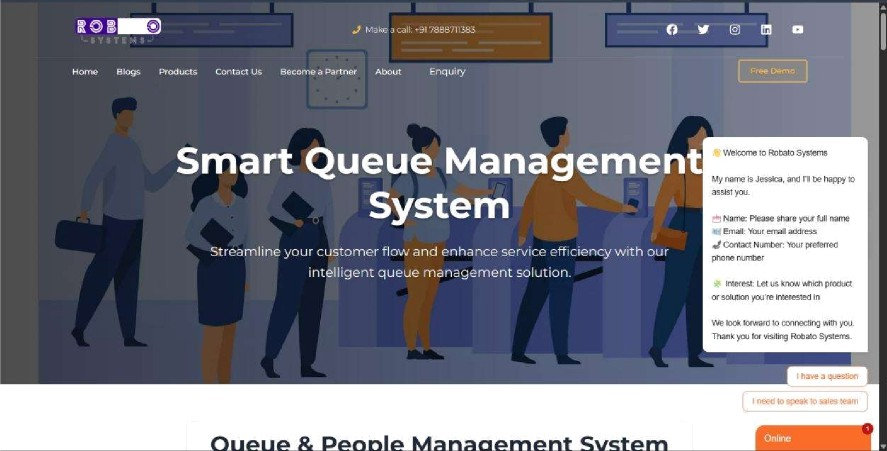 ROBATO
SYSTEMS
Make a call: +91 7888711383
Home Blogs Products Contact Us Become a Partner About Enquiry
Free Demo
Smart Queue Management
System
Streamline your customer flow and enhance service efficiency with our
intelligent queue management solution.
👋 Welcome to Robato Systems
My name is Jessica, and I'll be happy to
assist you.
Name: Please share your full name
Email: Your email address
Contact Number: Your preferred
phone number
Interest: Let us know which product
or solution you're interested in
We look forward to connecting with you.
Thank you for visiting Robato Systems.
I have a question
I need to speak to sales team
Online
1
Queue & People Management System